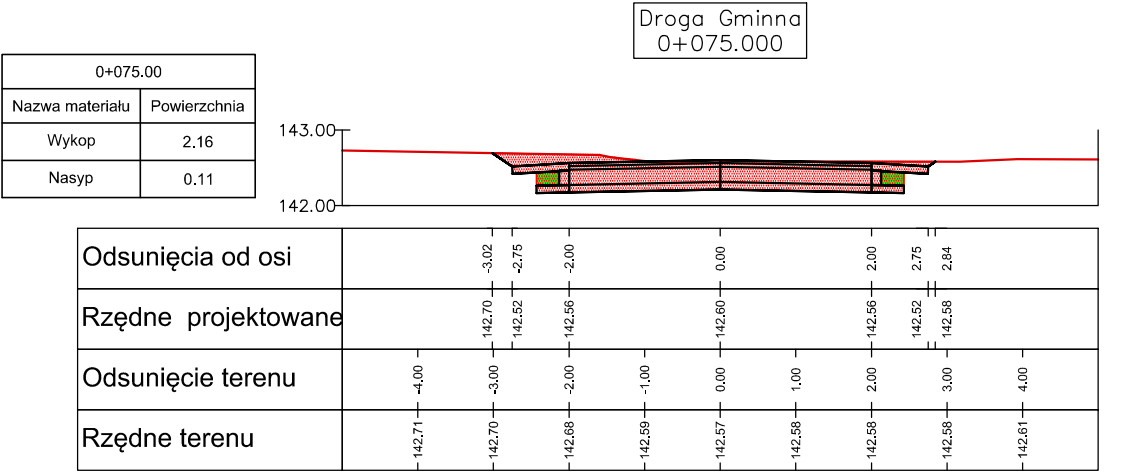 Droga Gminna
0+075.000
0+075.00
Nazwa materiału Powierzchnia
Wykop 2.16
Nasyp 0.11
143.00
142.00
Odsunięcia od osi -3.02 -2.75 -2.00 0.00 2.00 2.75 2.84
Rzędne projektowane 142.70 142.52 142.56 142.60 142.56 142.52 142.58
Odsunięcie terenu -4.00 -3.00 -2.00 -1.00 0.00 1.00 2.00 3.00 4.00
Rzędne terenu 142.71 142.70 142.68 142.59 142.57 142.58 142.58 142.58 142.61